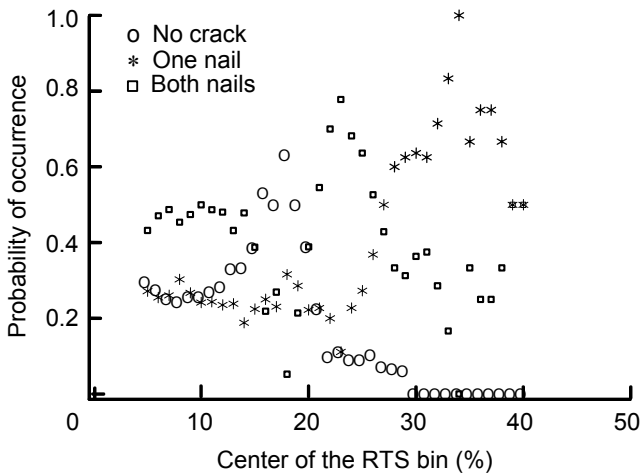 1.0
o No crack
* One nail
□ Both nails
0.8
0.6
0.4
0.2
0 10 20 30 40 50
Probability of occurrence
Center of the RTS bin (%)